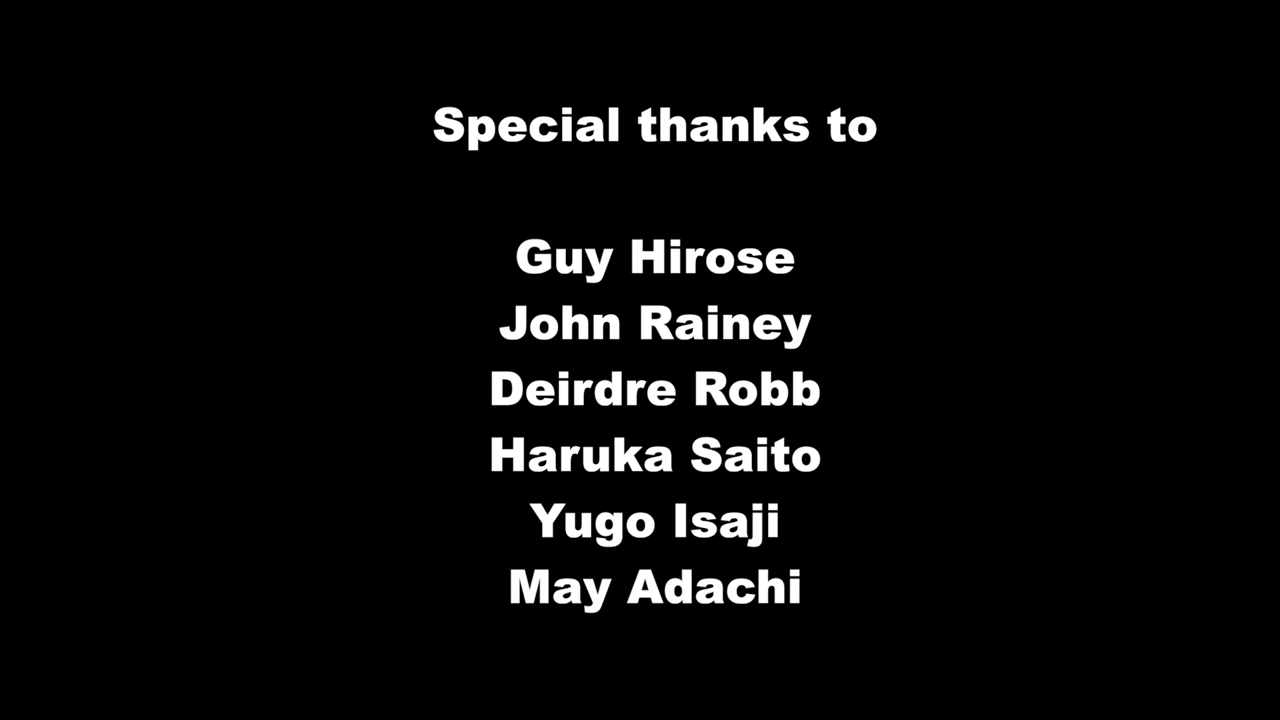 Special thanks to
Guy Hirose
John Rainey
Deirdre Robb
Haruka Saito
Yugo Isaji
May Adachi